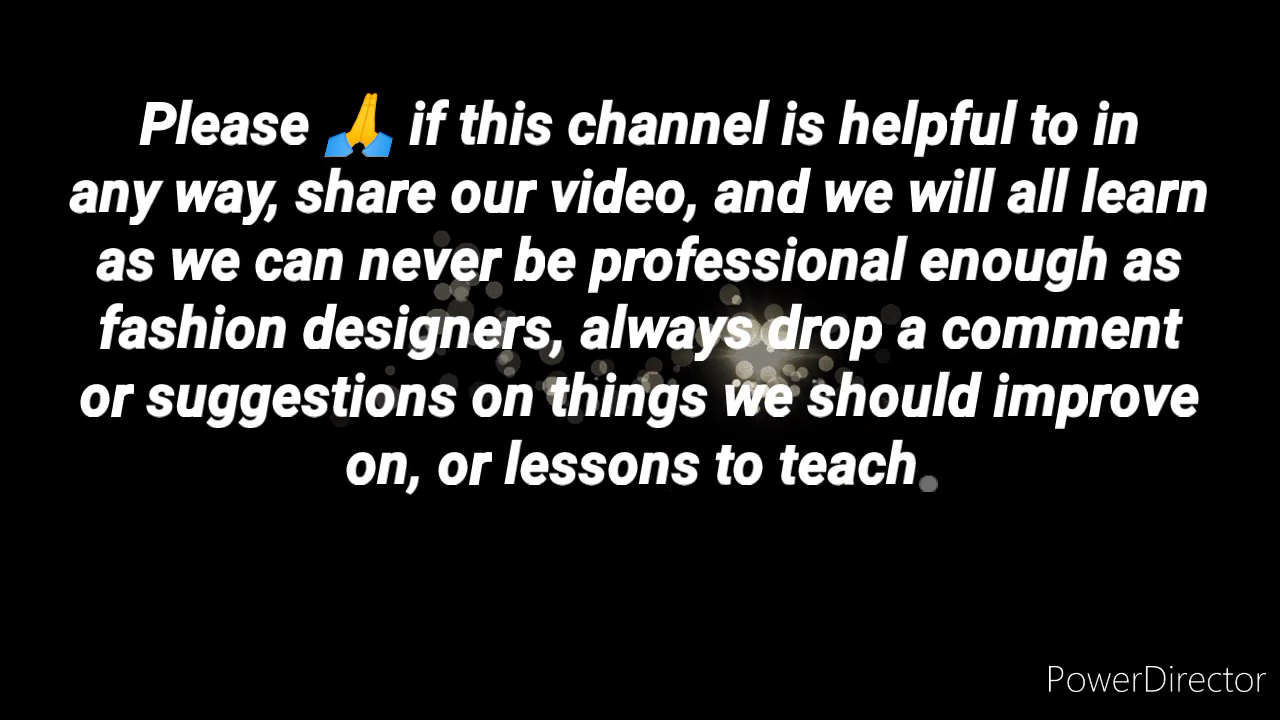 Please 🙏 if this channel is helpful to in
any way, share our video, and we will all learn
as we can never be professional enough as
fashion designers, always drop a comment
or suggestions on things we should improve
on, or lessons to teach.
PowerDirector